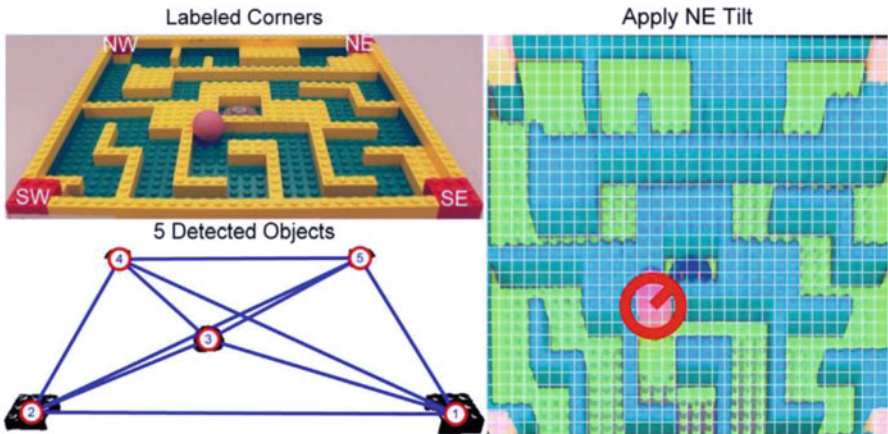 Labeled Corners
NW
NE
SW
SE
5 Detected Objects
4
5
3
2
1
Apply NE Tilt